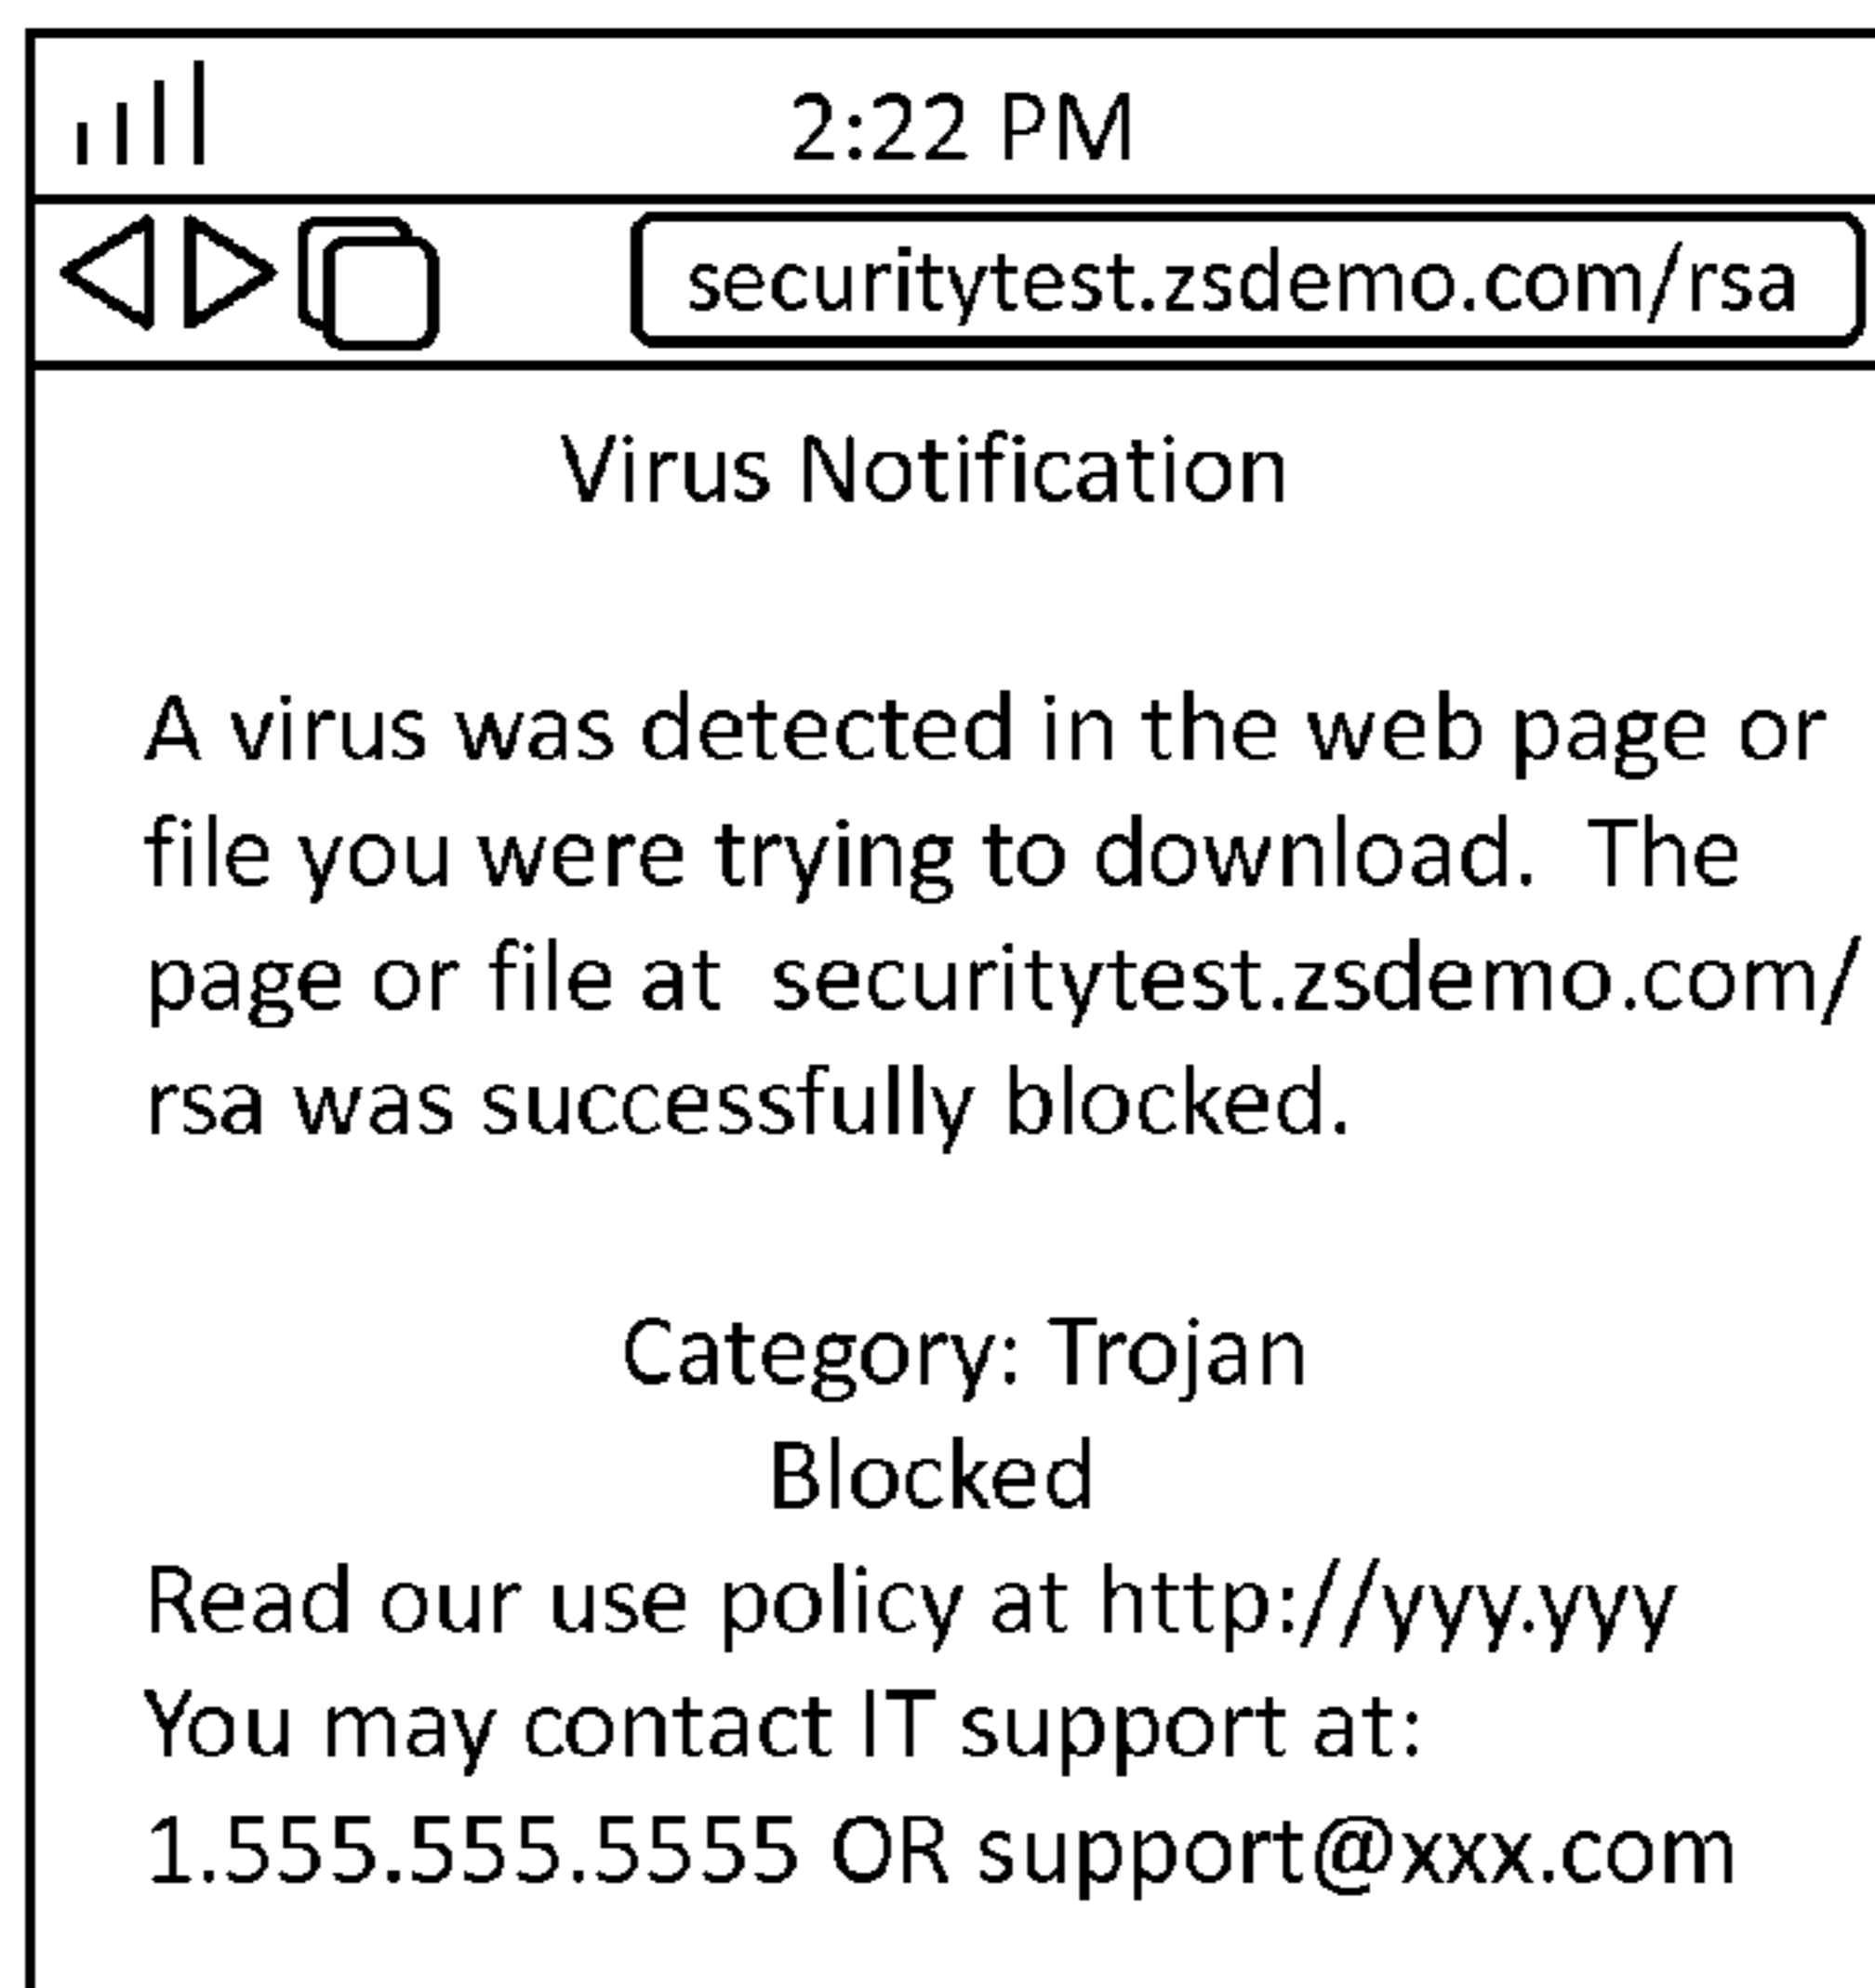 2:22 PM
securitytest.zsdemo.com/rsa
Virus Notification
A virus was detected in the web page or
file you were trying to download.  The
page or file at  securitytest.zsdemo.com/
rsa was successfully blocked.
Category: Trojan
Blocked
Read our use policy at http://yyy.yyy
You may contact IT support at:
1.555.555.5555 OR support@xxx.com